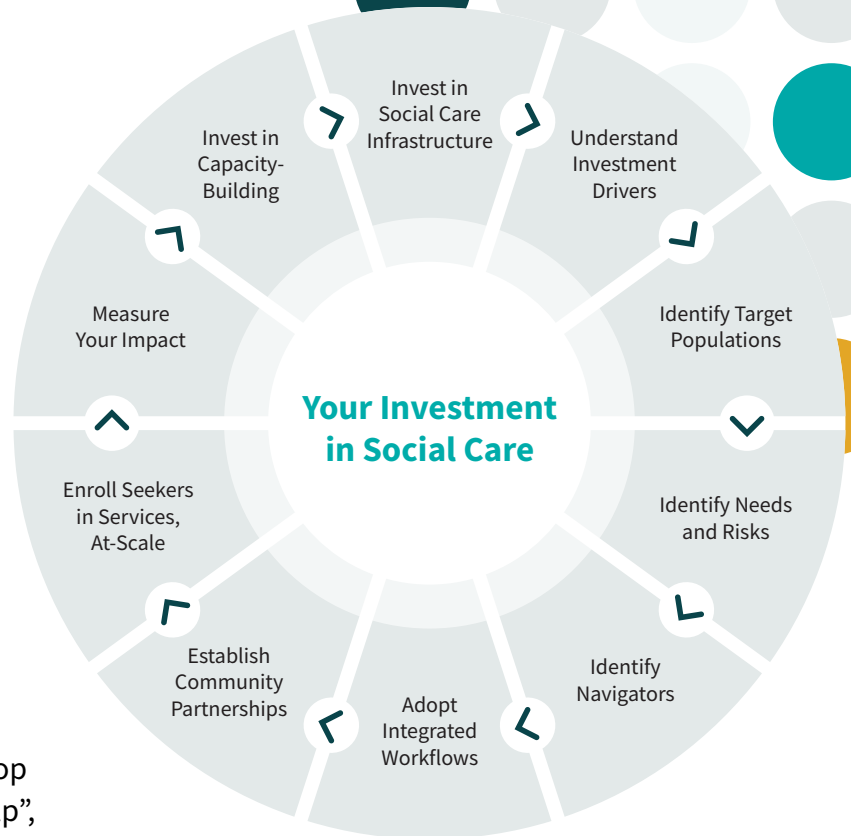 Invest in
Social Care
Infrastructure
Understand
Investment
Drivers
Identify Target
Populations
Identify Needs
and Risks
Identify
Navigators
Adopt
Integrated
Workflows
Establish
Community
Partnerships
Enroll Seekers
in Services,
At-Scale
Measure
Your Impact
Invest in
Capacity-
Building
Your Investment
in Social Care